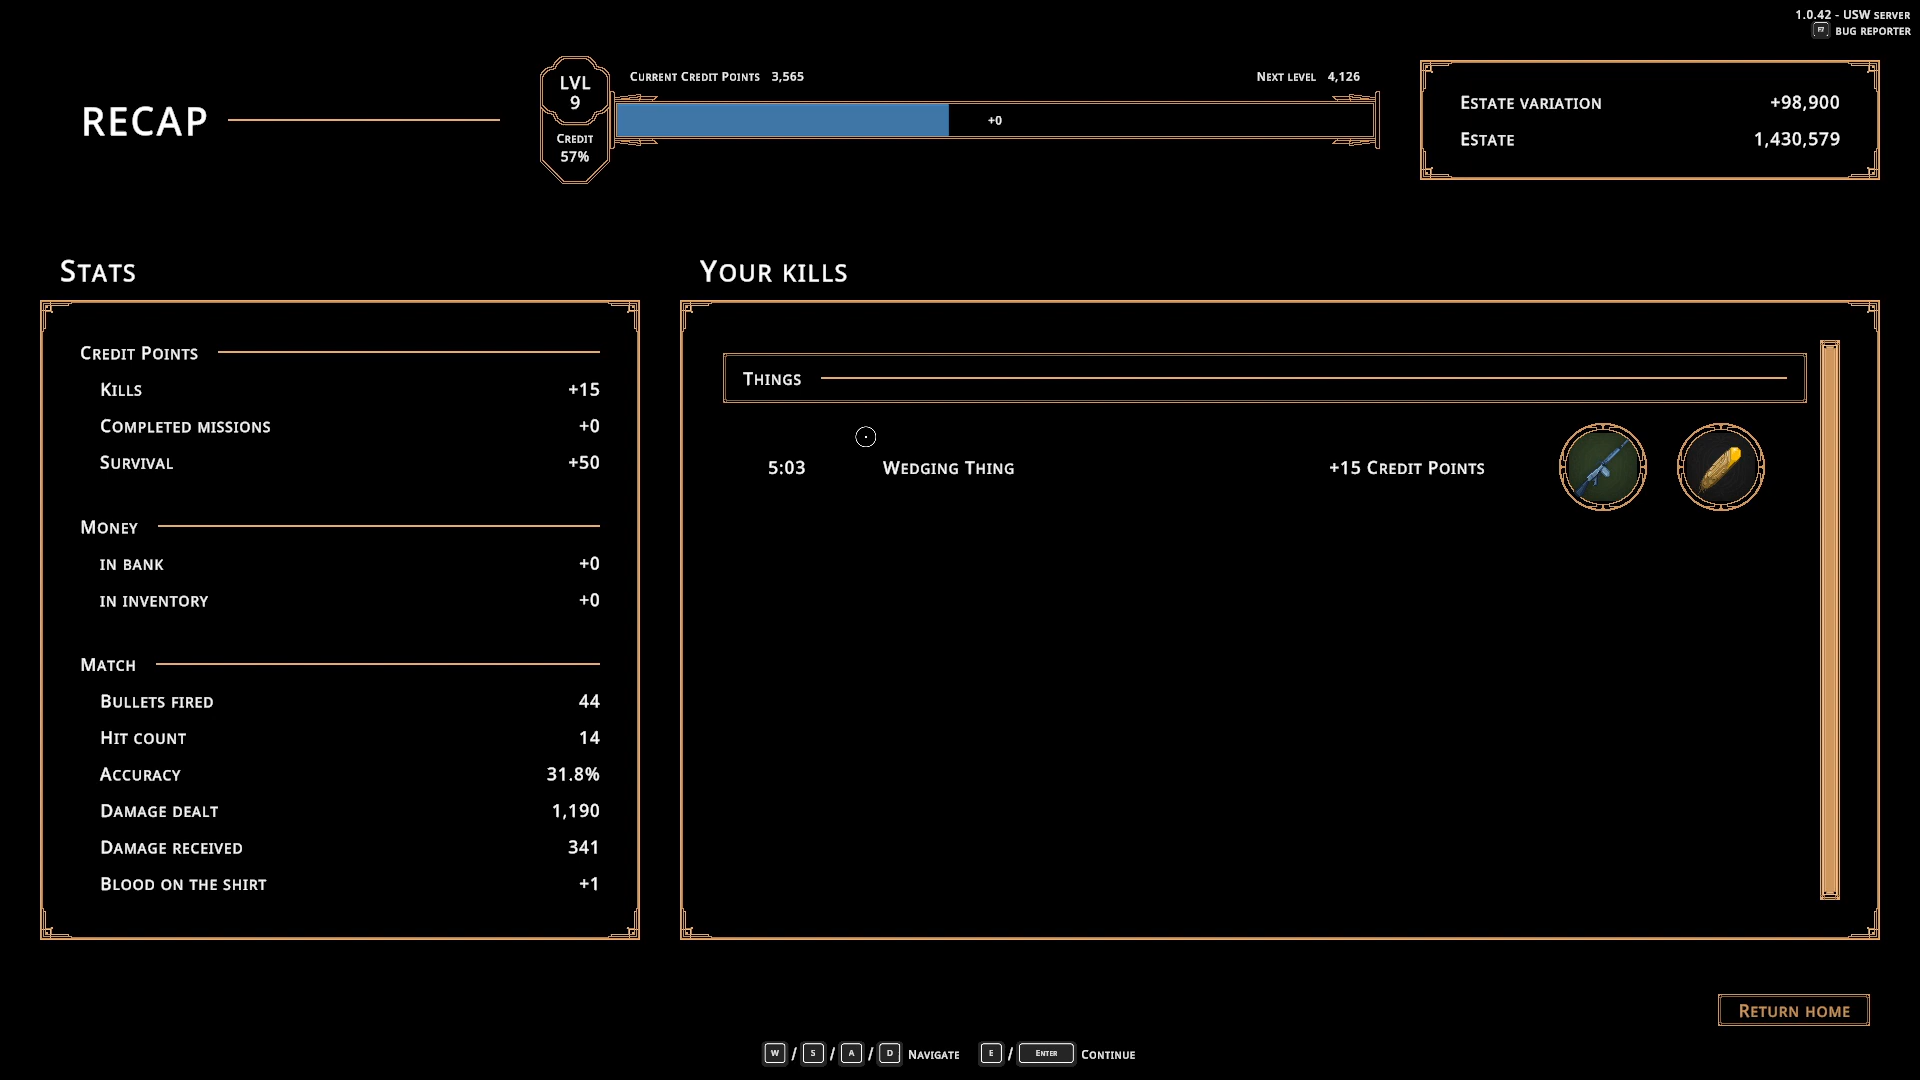 1.0.42 - USW SERVER
F7 BUG REPORTER
RECAP
LVL
9
CREDIT
57%
CURRENT CREDIT POINTS 3,565
NEXT LEVEL 4,126
+0
ESTATE VARIATION +98,900
ESTATE 1,430,579
STATS
CREDIT POINTS
KILLS +15
COMPLETED MISSIONS +0
SURVIVAL +50
MONEY
IN BANK +0
IN INVENTORY +0
MATCH
BULLETS FIRED 44
HIT COUNT 14
ACCURACY 31.8%
DAMAGE DEALT 1,190
DAMAGE RECEIVED 341
BLOOD ON THE SHIRT +1
YOUR KILLS
THINGS
5:03 WEDGING THING +15 CREDIT POINTS
RETURN HOME
W / S / A / D NAVIGATE E / ENTER CONTINUE